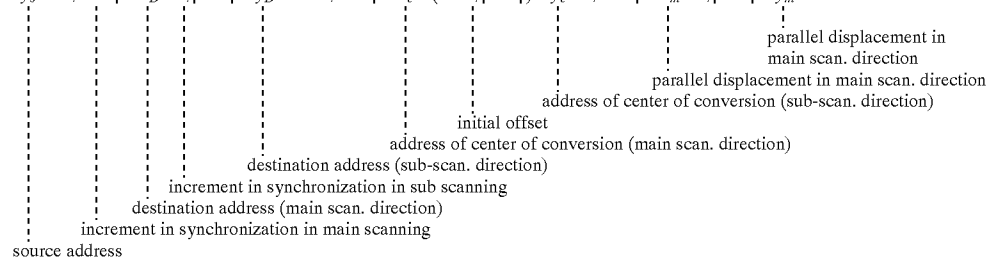 parallel displacement in
main scan. direction
parallel displacement in main scan. direction
address of center of conversion (sub-scan. direction)
initial offset
address of center of conversion (main scan. direction)
destination address (sub-scan. direction)
increment in synchronization in sub scanning
destination address (main scan. direction)
increment in synchronization in main scanning
source address